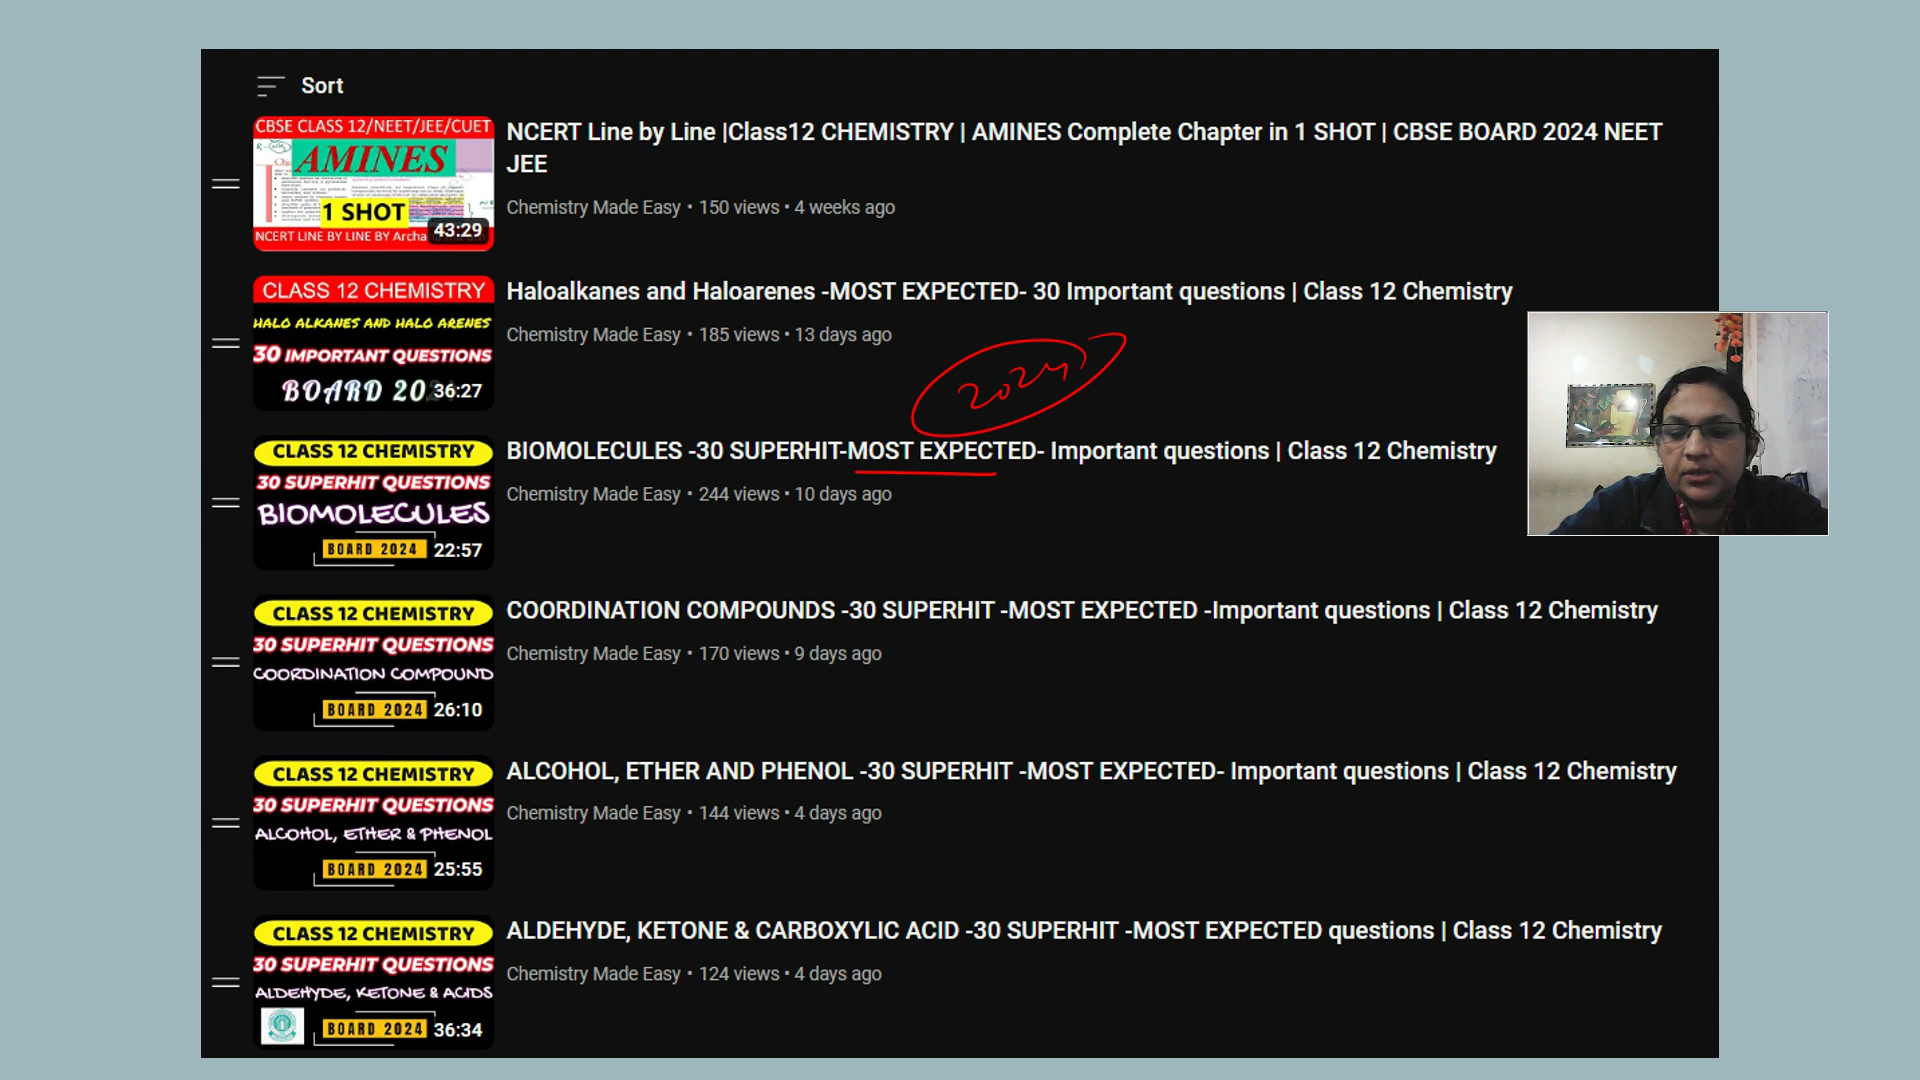 Sort
CBSE CLASS 12/NEET/JEE/CUET
AMINES
1 SHOT
43:29
NCERT LINE BY LINE BY Archa
NCERT Line by Line |Class12 CHEMISTRY | AMINES Complete Chapter in 1 SHOT | CBSE BOARD 2024 NEET
JEE
Chemistry Made Easy • 150 views • 4 weeks ago
CLASS 12 CHEMISTRY
HALO ALKANES AND HALO ARENES
30 IMPORTANT QUESTIONS
BOARD 20
36:27
Haloalkanes and Haloarenes -MOST EXPECTED- 30 Important questions | Class 12 Chemistry
Chemistry Made Easy • 185 views • 13 days ago
2024
CLASS 12 CHEMISTRY
30 SUPERHIT QUESTIONS
BIOMOLECULES
BOARD 2024 22:57
BIOMOLECULES -30 SUPERHIT-MOST EXPECTED- Important questions | Class 12 Chemistry
Chemistry Made Easy • 244 views • 10 days ago
CLASS 12 CHEMISTRY
30 SUPERHIT QUESTIONS
COORDINATION COMPOUND
BOARD 2024 26:10
COORDINATION COMPOUNDS -30 SUPERHIT -MOST EXPECTED -Important questions | Class 12 Chemistry
Chemistry Made Easy • 170 views • 9 days ago
CLASS 12 CHEMISTRY
30 SUPERHIT QUESTIONS
ALCOHOL, ETHER & PHENOL
BOARD 2024 25:55
ALCOHOL, ETHER AND PHENOL -30 SUPERHIT -MOST EXPECTED- Important questions | Class 12 Chemistry
Chemistry Made Easy • 144 views • 4 days ago
CLASS 12 CHEMISTRY
30 SUPERHIT QUESTIONS
ALDEHYDE, KETONE & ACIDS
BOARD 2024 36:34
ALDEHYDE, KETONE & CARBOXYLIC ACID -30 SUPERHIT -MOST EXPECTED questions | Class 12 Chemistry
Chemistry Made Easy • 124 views • 4 days ago